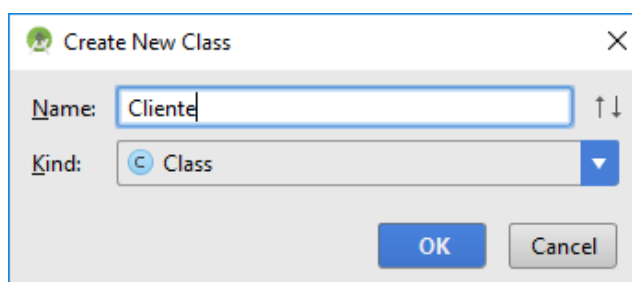 Create New Class
Name: Cliente
Kind: C Class
OK Cancel